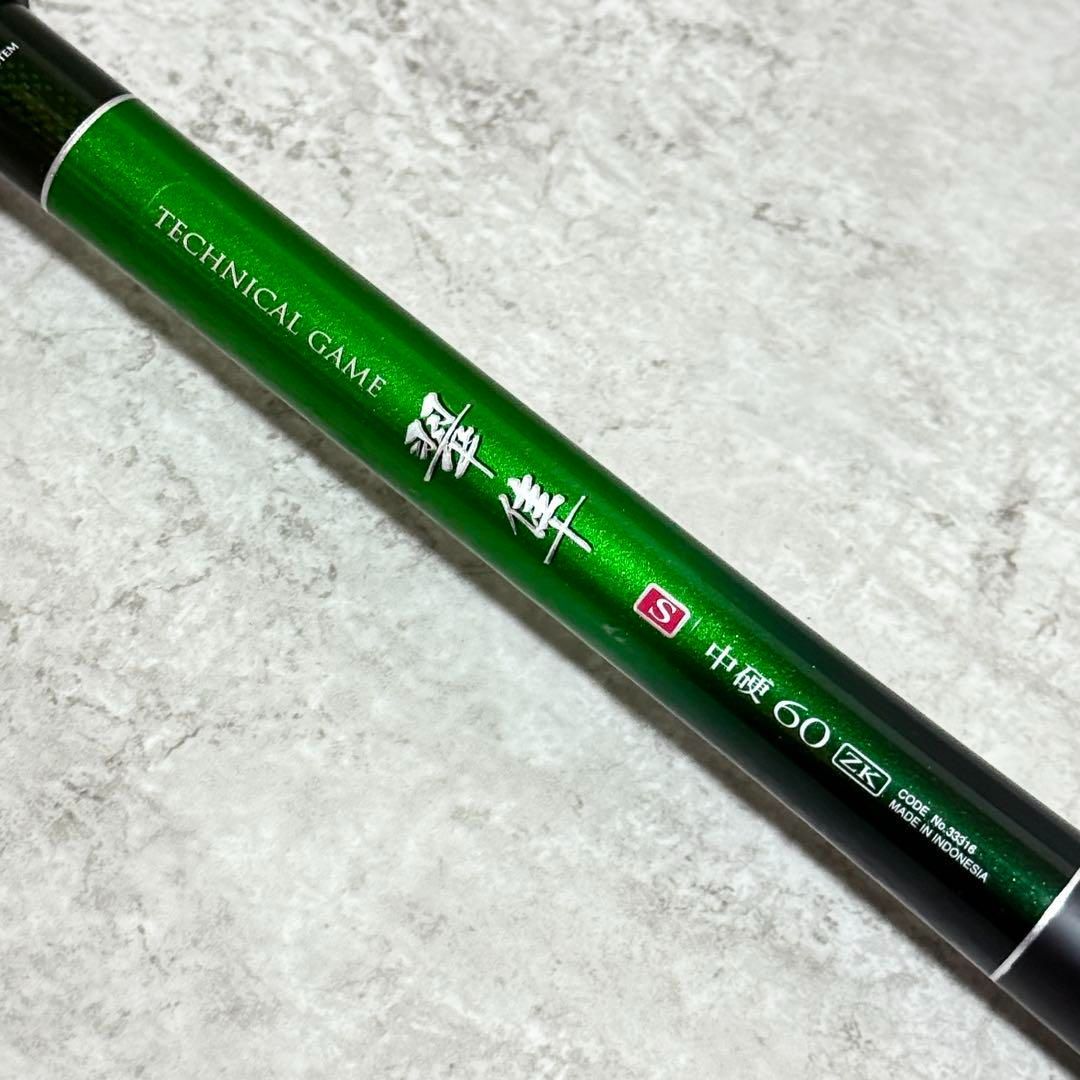 TECHNICAL GAME
翠隼
S
中硬 60 ZK
CODE No.33316
MADE IN INDONESIA